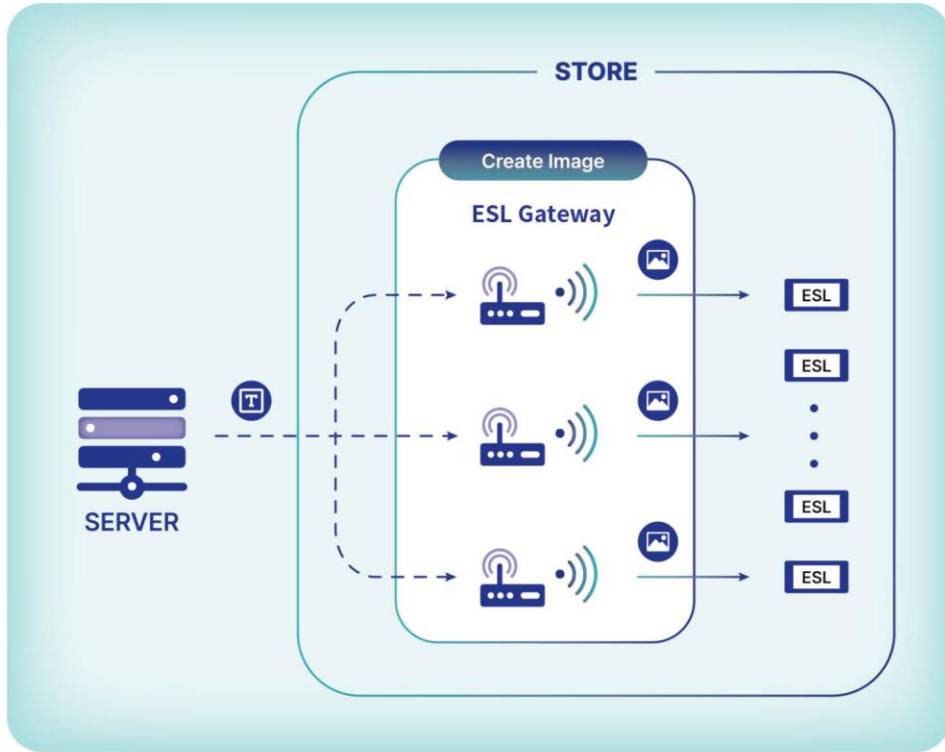 STORE
Create Image
ESL Gateway
ESL
ESL
T
SERVER
ESL
ESL